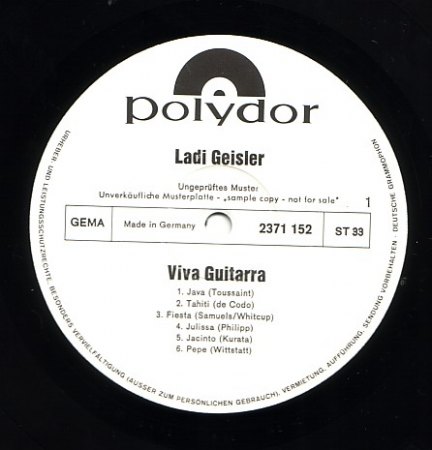 polydor
Ladi Geisler
Ungeprüftes Muster
Unverkäufliche Musterplatte - „sample copy - not for sale"
1
GEMA Made in Germany 2371 152 ST 33
Viva Guitarra
1. Java (Toussaint)
2. Tahiti (de Codo)
3. Fiesta (Samuels/Whitcup)
4. Julissa (Philipp)
5. Jacinto (Kurata)
6. Pepe (Wittstatt)
URHEBER- UND LEISTUNGSSCHUTZRECHTE, BESONDERS VERVIELFÄLTIGUNG (AUSSER ZUM PERSÖNLICHEN GEBRAUCH), VERMIETUNG, AUFFÜHRUNG, SENDUNG VORBEHALTEN - DEUTSCHE GRAMMOPHON